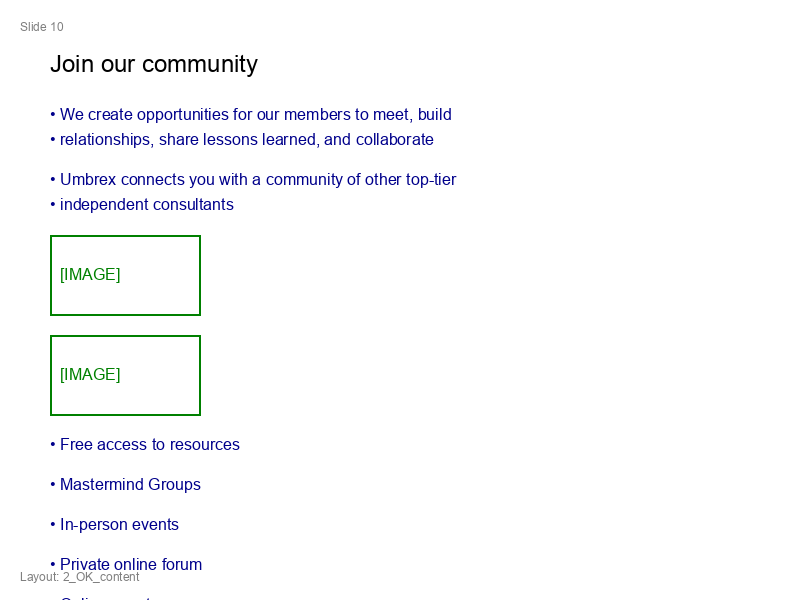 Slide 10
Join our community
• We create opportunities for our members to meet, build
• relationships, share lessons learned, and collaborate
• Umbrex connects you with a community of other top-tier
• independent consultants
[IMAGE]
[IMAGE]
• Free access to resources
• Mastermind Groups
• In-person events
• Private online forum
Layout: 2_OK_content